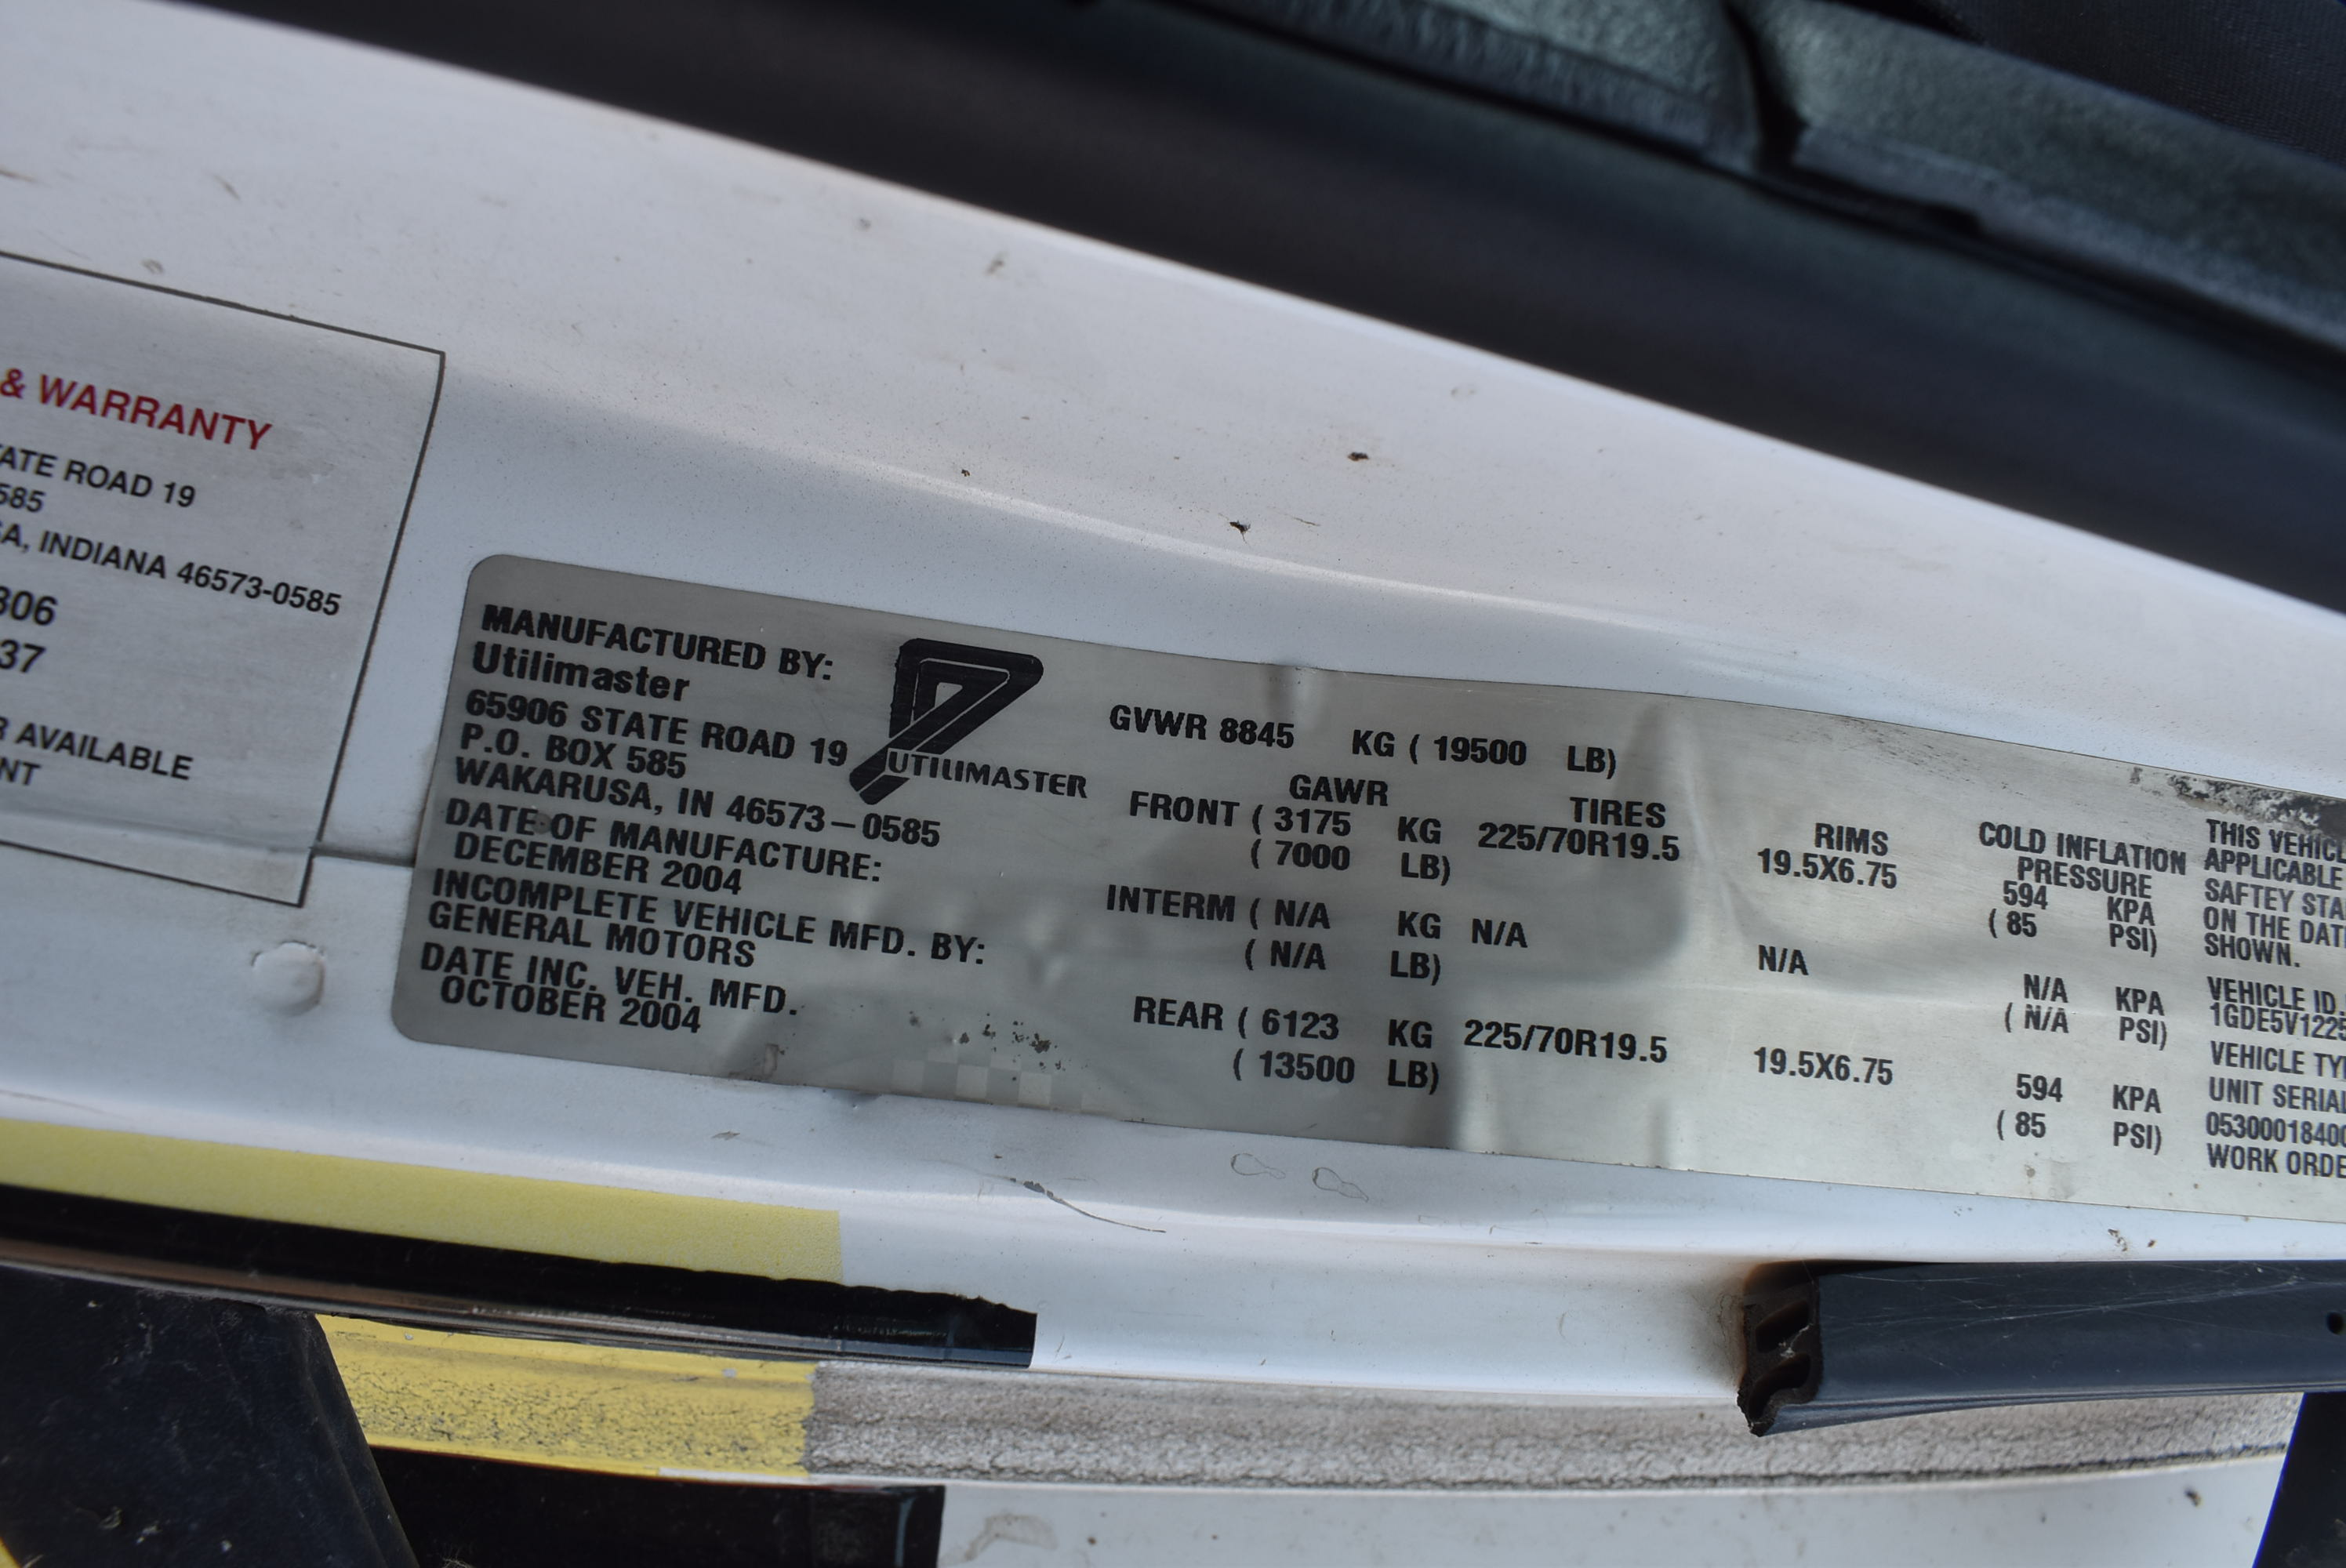 & WARRANTY
ATE ROAD 19
585
SA, INDIANA 46573-0585
806
37
R AVAILABLE
NT
MANUFACTURED BY:
Utilimaster
65906 STATE ROAD 19
P.O. BOX 585
WAKARUSA, IN 46573-0585
DATE OF MANUFACTURE:
DECEMBER 2004
INCOMPLETE VEHICLE MFD. BY:
GENERAL MOTORS
DATE INC. VEH. MFD.
OCTOBER 2004
UTILIMASTER
GVWR 8845 KG ( 19500 LB)
GAWR TIRES RIMS COLD INFLATION PRESSURE
FRONT ( 3175 KG 225/70R19.5 19.5X6.75 594 KPA
( 7000 LB) ( 85 PSI)
INTERM ( N/A KG N/A N/A N/A KPA
( N/A LB) ( N/A PSI)
REAR ( 6123 KG 225/70R19.5 19.5X6.75 594 KPA
( 13500 LB) ( 85 PSI)
THIS VEHICL
APPLICABLE
SAFTEY STA
ON THE DAT
SHOWN.
VEHICLE ID.
1GDE5V1225
VEHICLE TY
UNIT SERIAL
0530001840
WORK ORDE